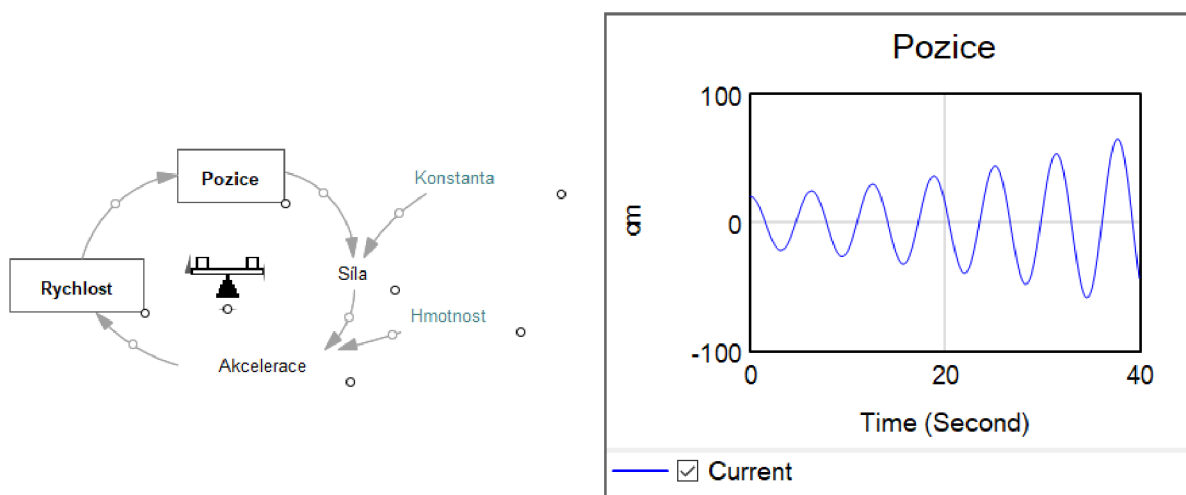 Pozice
Konstanta
Síla
Rychlost
Hmotnost
Akcelerace
Pozice
100
0
-100
cm
0
20
40
Time (Second)
Current